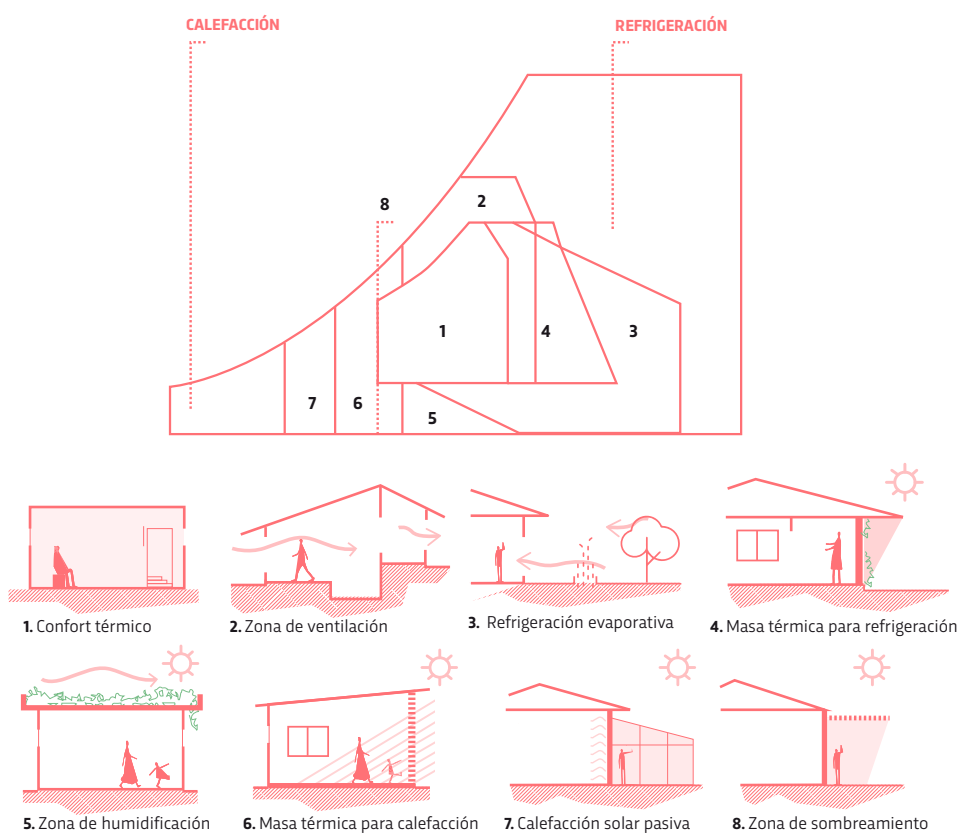 CALEFACCIÓN
REFRIGERACIÓN
8
2
1
4
3
7
6
5
1. Confort térmico
2. Zona de ventilación
3. Refrigeración evaporativa
4. Masa térmica para refrigeración
5. Zona de humidificación
6. Masa térmica para calefacción
7. Calefacción solar pasiva
8. Zona de sombreamiento